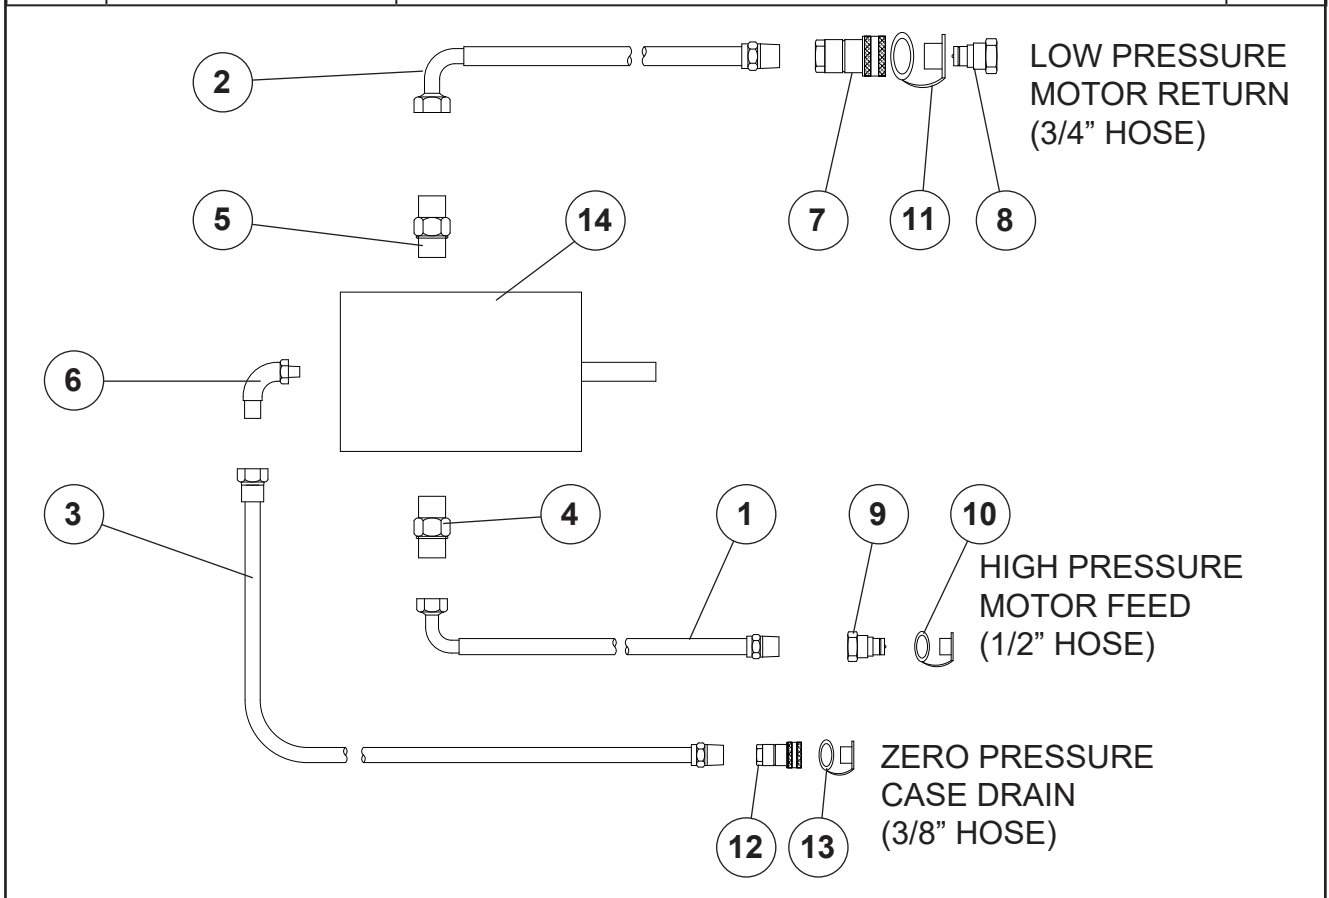 2
LOW PRESSURE
MOTOR RETURN
(3/4” HOSE)
5
14
7
11
8
6
3
4
1
9
10
HIGH PRESSURE
MOTOR FEED
(1/2” HOSE)
ZERO PRESSURE
CASE DRAIN
(3/8” HOSE)
12
13